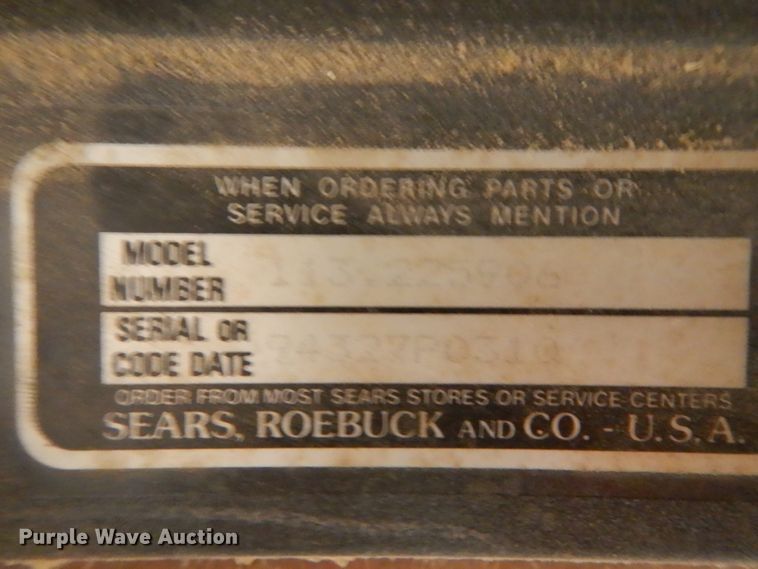 WHEN ORDERING PARTS OR
SERVICE ALWAYS MENTION
MODEL
NUMBER
SERIAL OR
CODE DATE
ORDER FROM MOST SEARS STORES OR SERVICE CENTERS
SEARS, ROEBUCK AND CO. - U.S.A.
Purple Wave Auction